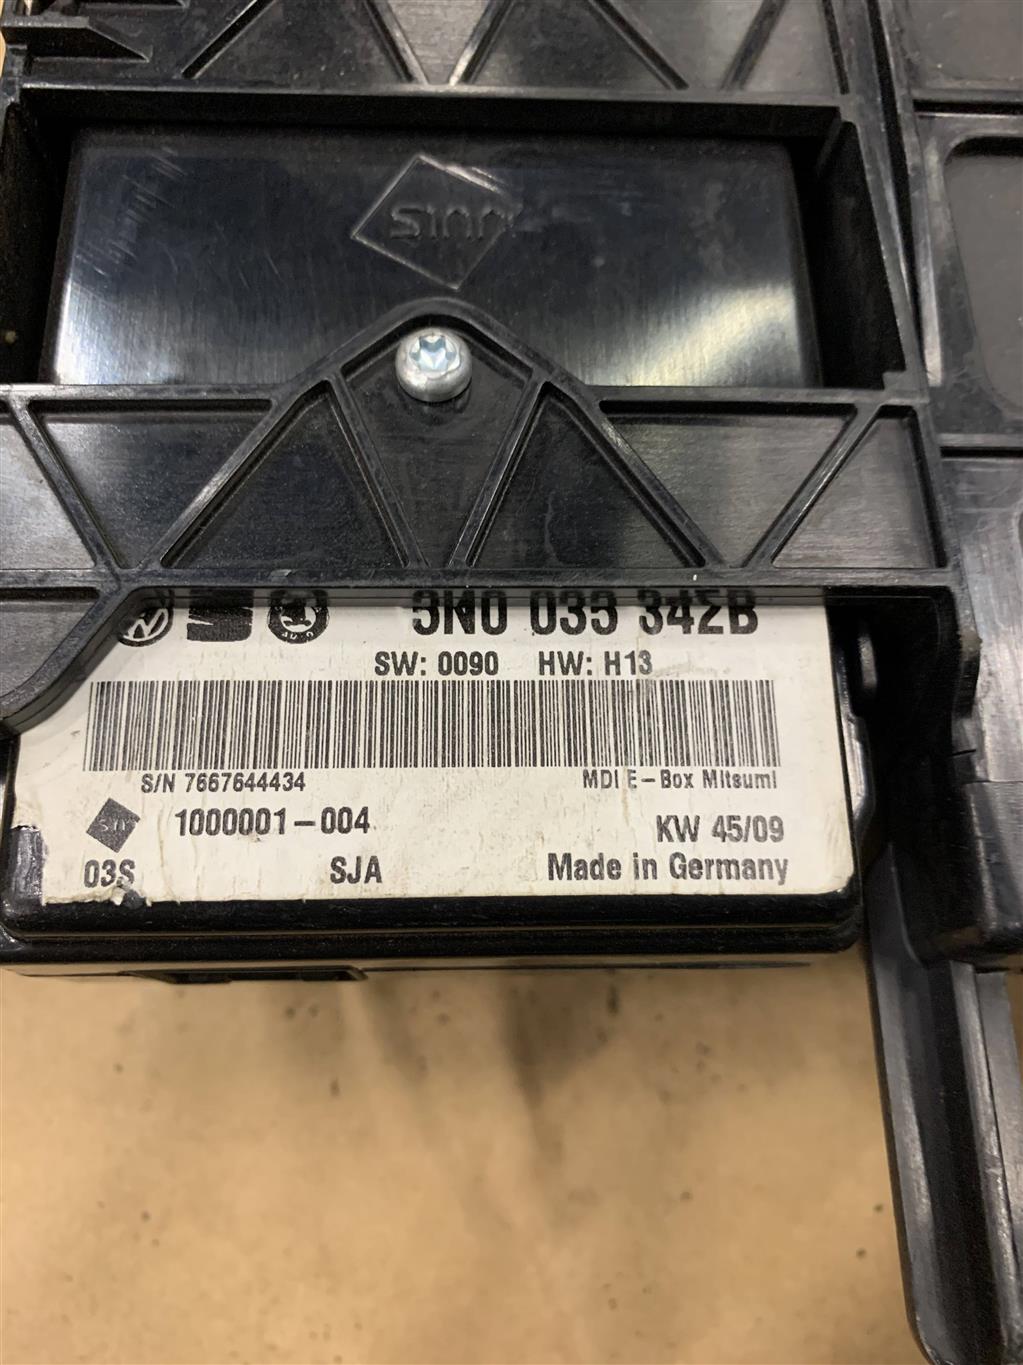 5N0 035 342B
SW: 0090 HW: H13
S/N 7667644434 MDI E-Box Mitsumi
1000001-004 KW 45/09
03S SJA Made in Germany